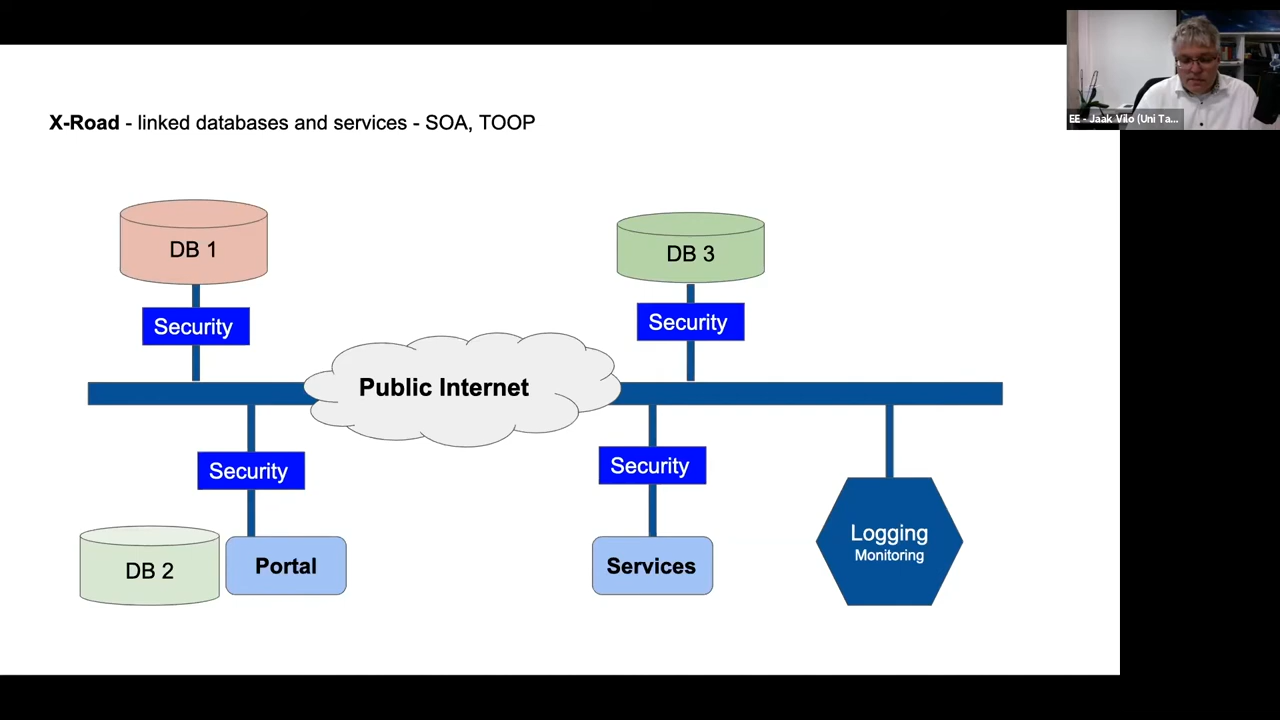 EE - Jaak Vilo (Uni Ta...
X-Road - linked databases and services - SOA, TOOP
DB 1
DB 3
Security
Security
Public Internet
Security
Security
DB 2
Portal
Services
Logging
Monitoring